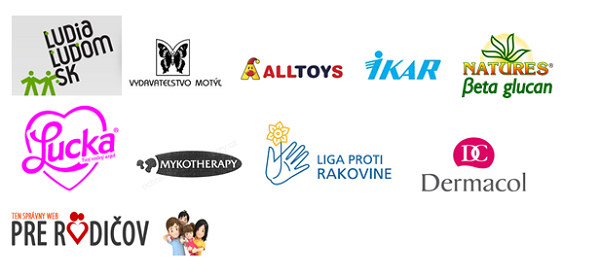 ĽUDIA
ĽUDOM
.SK
VYDAVATEĽSTVO MOTÝĽ
ALLTOYS
IKAR
NATURES®
βeta glucan
Lucka®
MYKOTHERAPY
LIGA PROTI
RAKOVINE
DC
Dermacol
TEN SPRÁVNY WEB
PRE RODIČOV